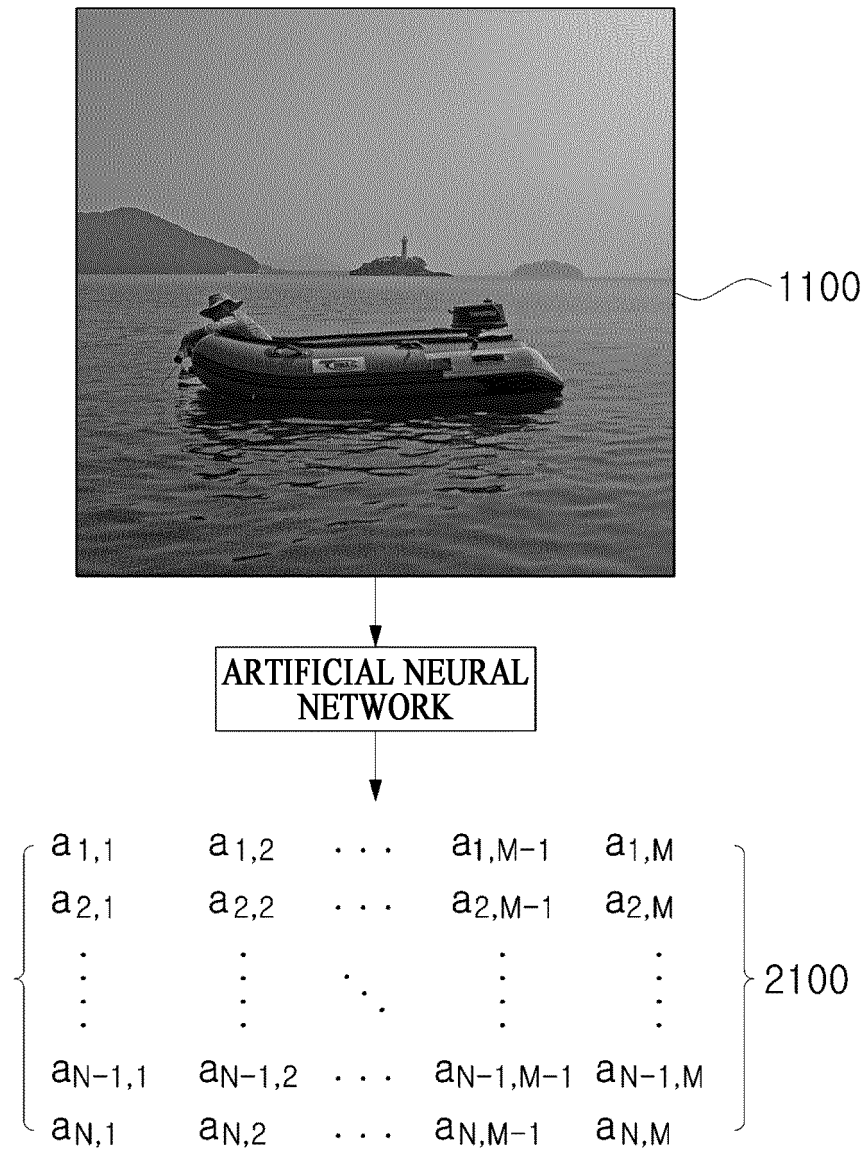 1100
ARTIFICIAL NEURAL
NETWORK
a1,1 a1,2 ··· a1,M-1 a1,M
a2,1 a2,2 ··· a2,M-1 a2,M
aN-1,1 aN-1,2 ··· aN-1,M-1 aN-1,M
aN,1 aN,2 ··· aN,M-1 aN,M
2100